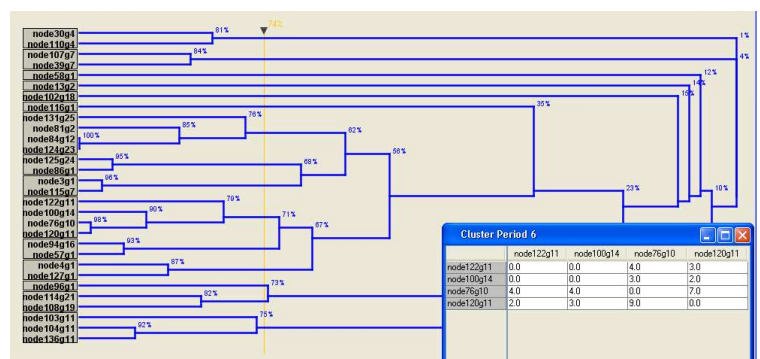 74%
node30g4
81%
1%
node110g4
node107g7
84%
4%
node39g7
node58g1
12%
node13g2
14%
node102g18
15%
node116g1
35%
node131g25
76%
node81g2
85%
62%
node84g12
100%
node124g23
56%
node125g24
95%
68%
node86g1
node3g1
96%
node115g7
23%
10%
node122g11
79%
node100g14
90%
71%
node76g10
98%
67%
node120g11
node94g16
93%
node57g1
node4g1
87%
node127g1
node96g1
73%
node114g21
82%
node108g19
node103g11
75%
node104g11
92%
node136g11
Cluster Period 6
node122g11 node100g14 node76g10 node120g11
node122g11 0.0 0.0 4.0 3.0
node100g14 0.0 0.0 3.0 2.0
node76g10 4.0 4.0 0.0 7.0
node120g11 2.0 3.0 9.0 0.0